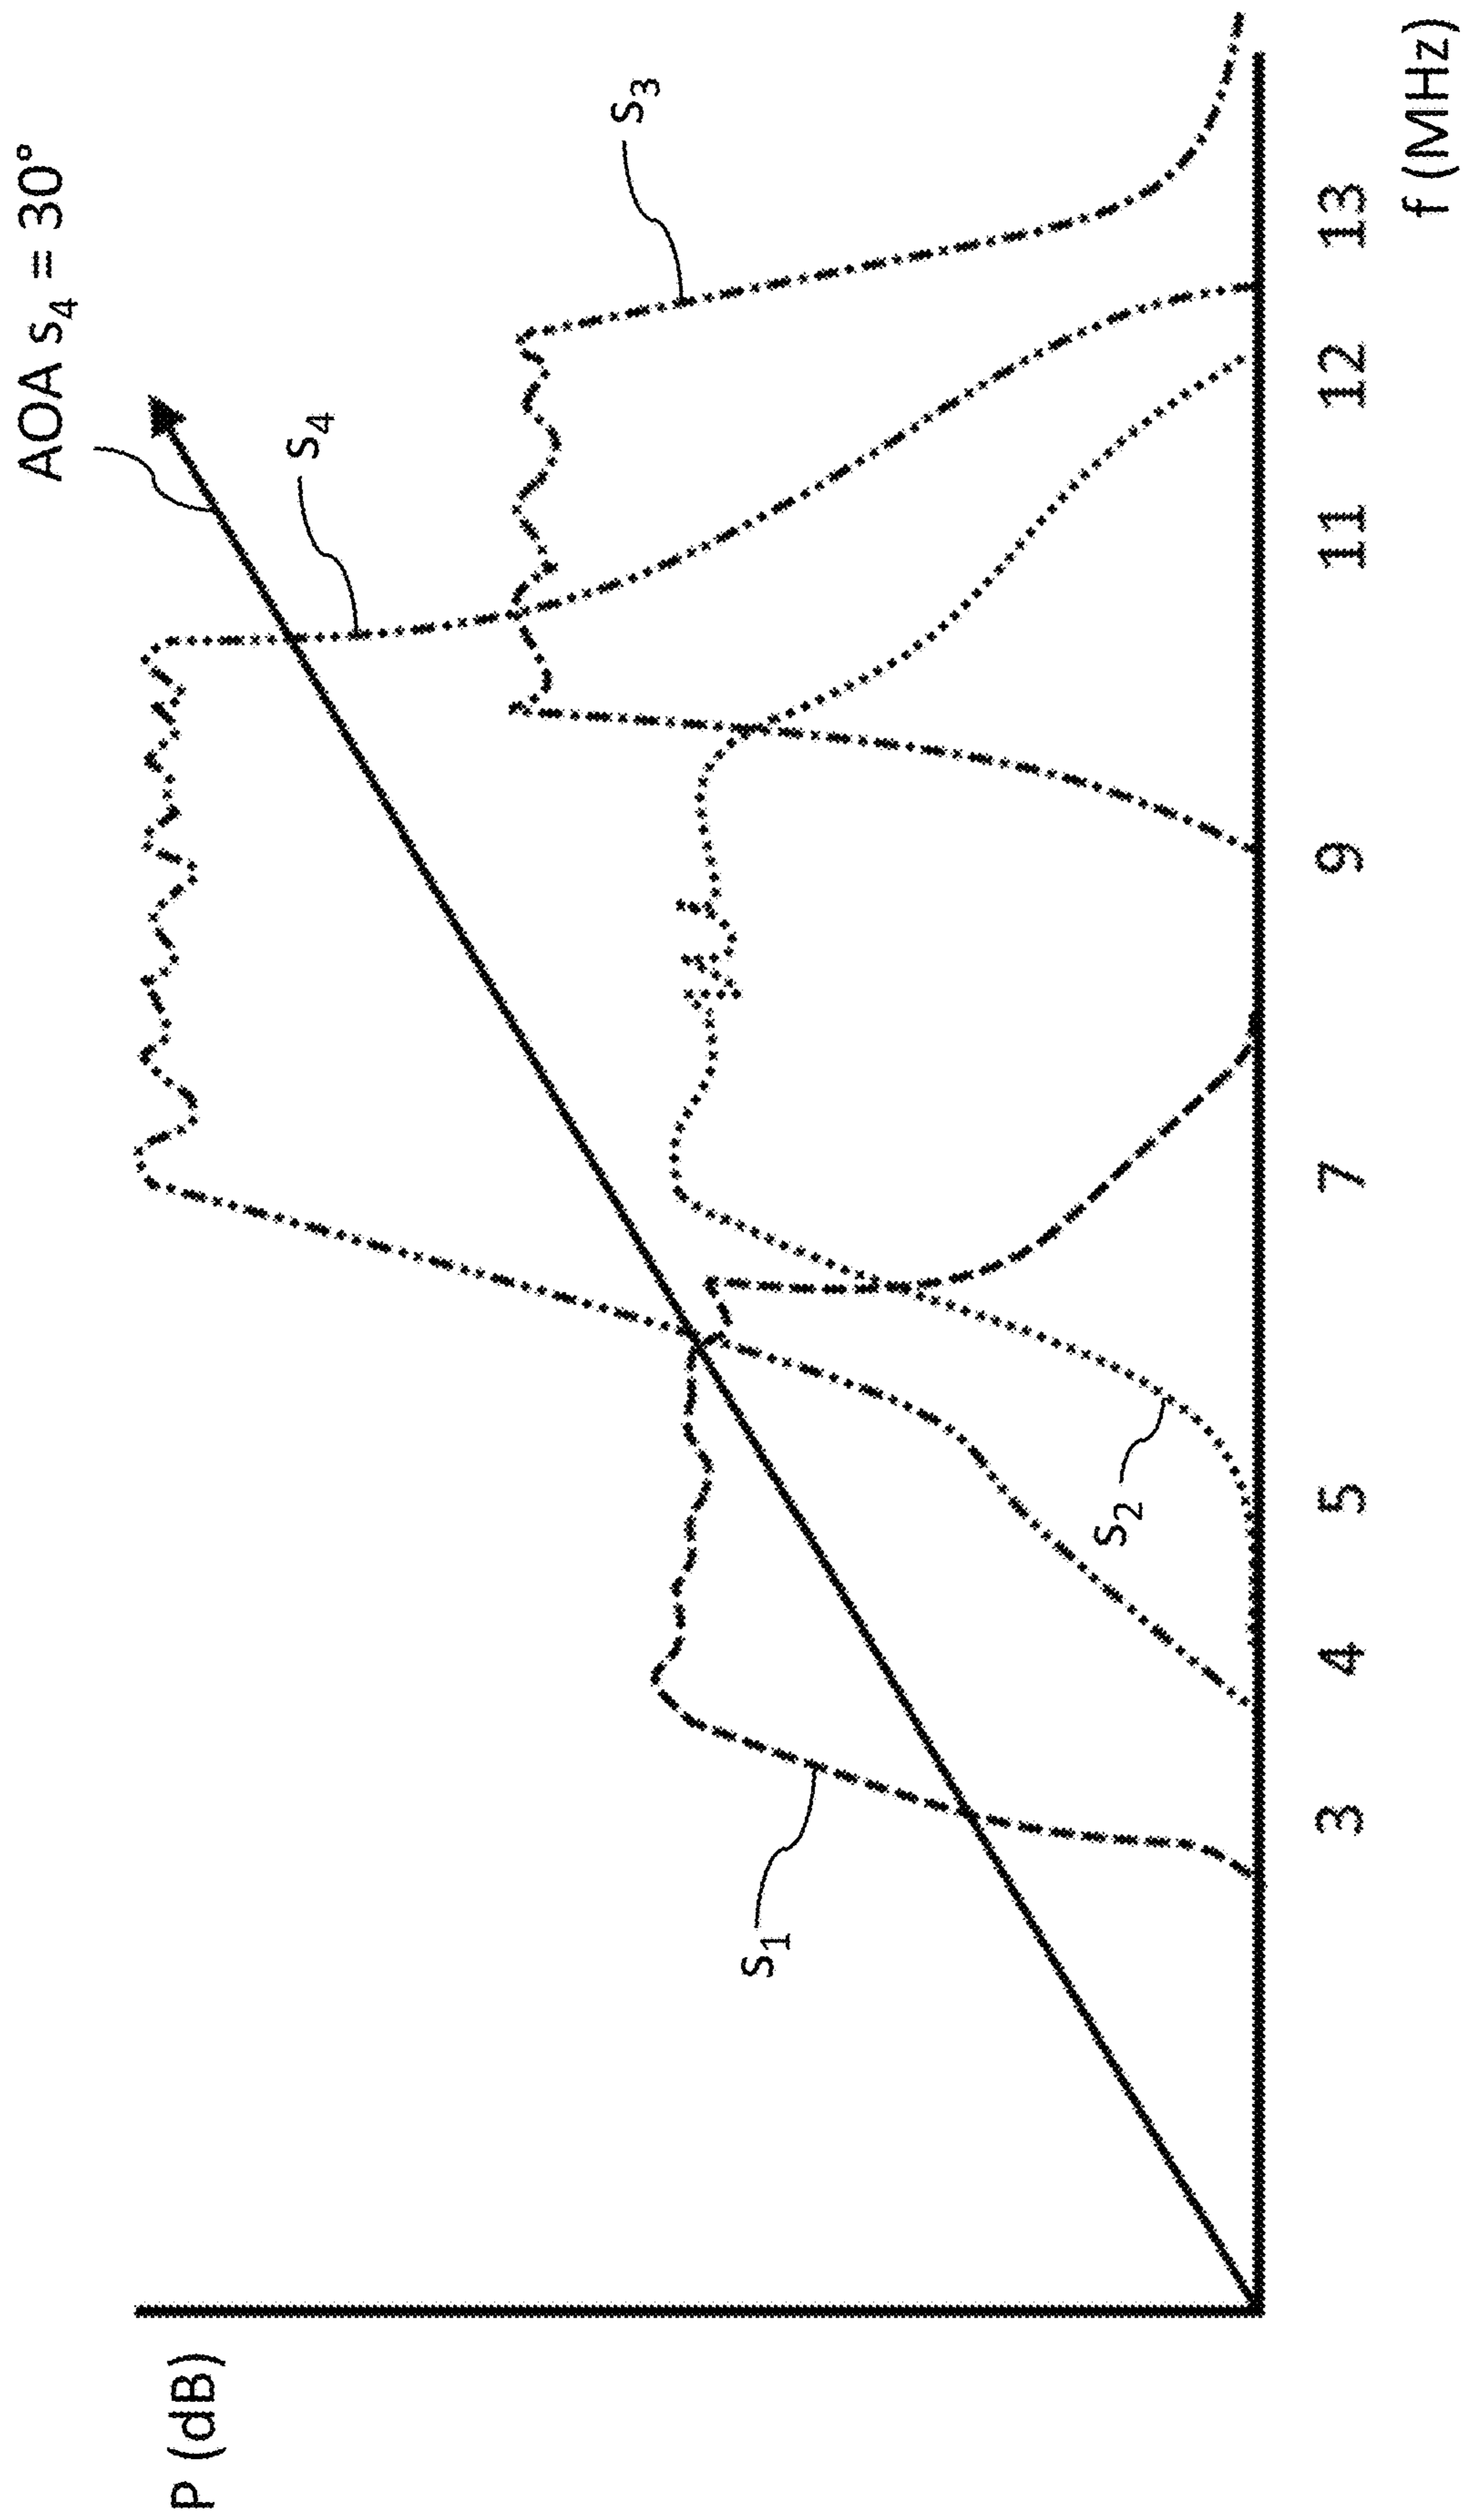 P (dB)
AOA s4 = 30°
s4
s3
s1
s2
3 4 5 7 9 11 12 13
f (MHz)